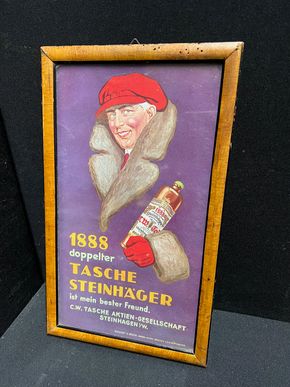 1888
doppelter
TASCHE
STEINHÄGER
ist mein bester Freund.
C.W. TASCHE AKTIEN-GESELLSCHAFT
STEINHAGEN/W.